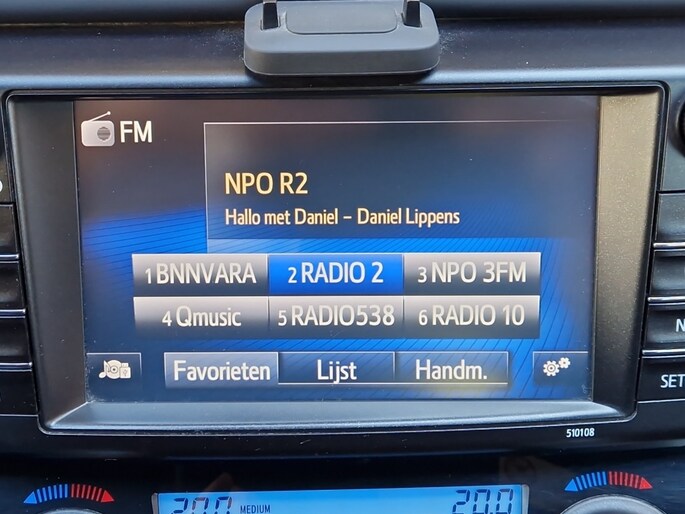 FM
NPO R2
Hallo met Daniel – Daniel Lippens
1 BNNVARA 2 RADIO 2 3 NPO 3FM
4 Qmusic 5 RADIO538 6 RADIO 10
Favorieten Lijst Handm.
SET
510108
20.0 MEDIUM 20.0